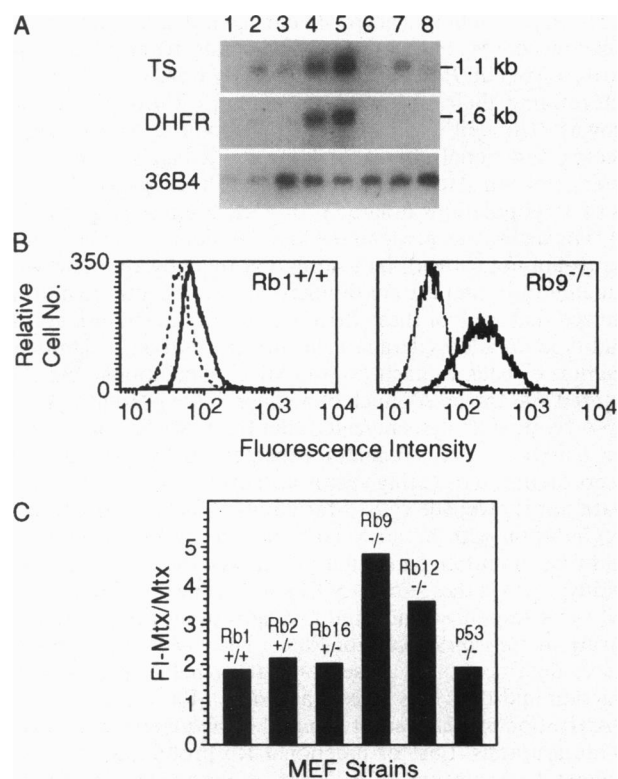 A
1 2 3 4 5 6 7 8
TS
-1.1 kb
DHFR
-1.6 kb
36B4
B
Relative Cell No.
350
0
Rb1+/+
Rb9-/-
10¹ 10² 10³ 10⁴
10¹ 10² 10³ 10⁴
Fluorescence Intensity
C
Fl-Mtx/Mtx
5
4
3
2
1
0
Rb1 +/+
Rb2 +/-
Rb16 +/-
Rb9 -/-
Rb12 -/-
p53 -/-
MEF Strains